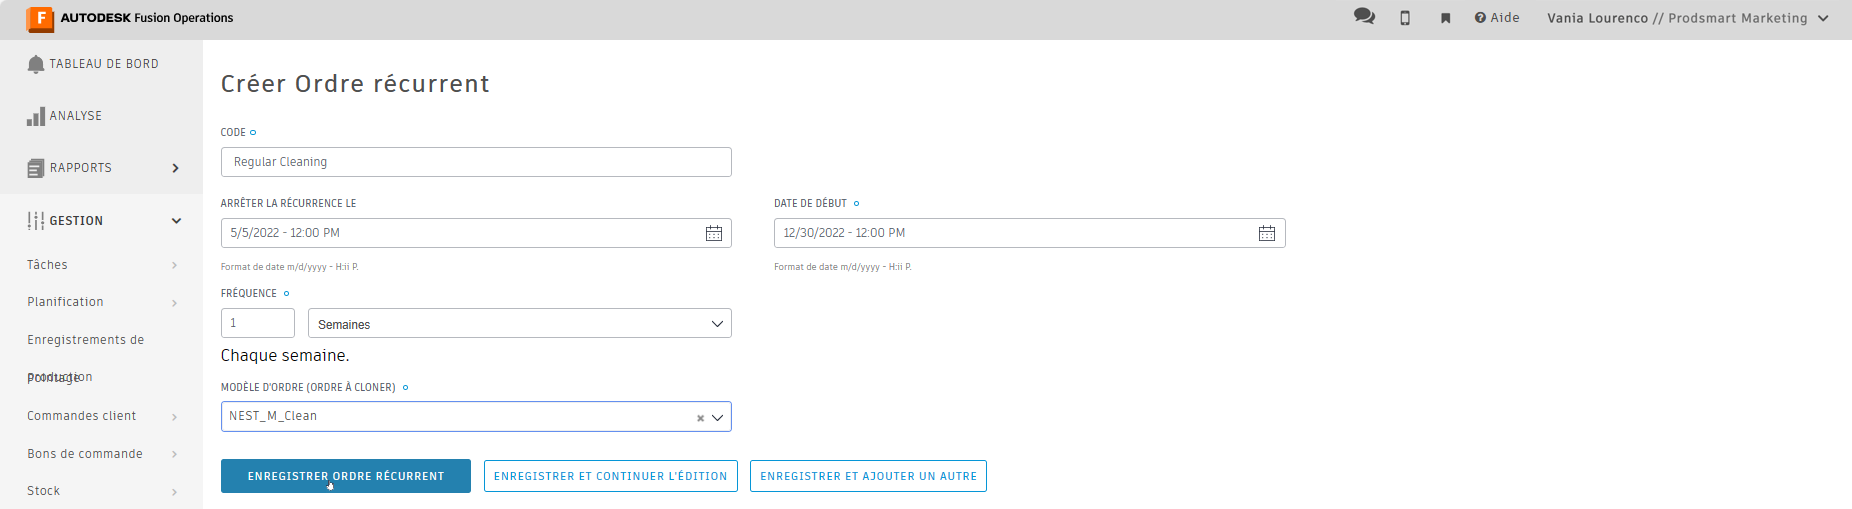 F AUTODESK Fusion Operations
Aide
Vania Lourenco // Prodsmart Marketing
TABLEAU DE BORD
ANALYSE
RAPPORTS
GESTION
Tâches
Planification
Enregistrements de
production
Pointage
Commandes client
Bons de commande
Stock
Créer Ordre récurrent
CODE
Regular Cleaning
ARRÊTER LA RÉCURRENCE LE
5/5/2022 - 12:00 PM
Format de date m/d/yyyy - H:ii P.
DATE DE DÉBUT
12/30/2022 - 12:00 PM
Format de date m/d/yyyy - H:ii P.
FRÉQUENCE
1
Semaines
Chaque semaine.
MODÈLE D'ORDRE (ORDRE À CLONER)
NEST_M_Clean
ENREGISTRER ORDRE RÉCURRENT
ENREGISTRER ET CONTINUER L'ÉDITION
ENREGISTRER ET AJOUTER UN AUTRE